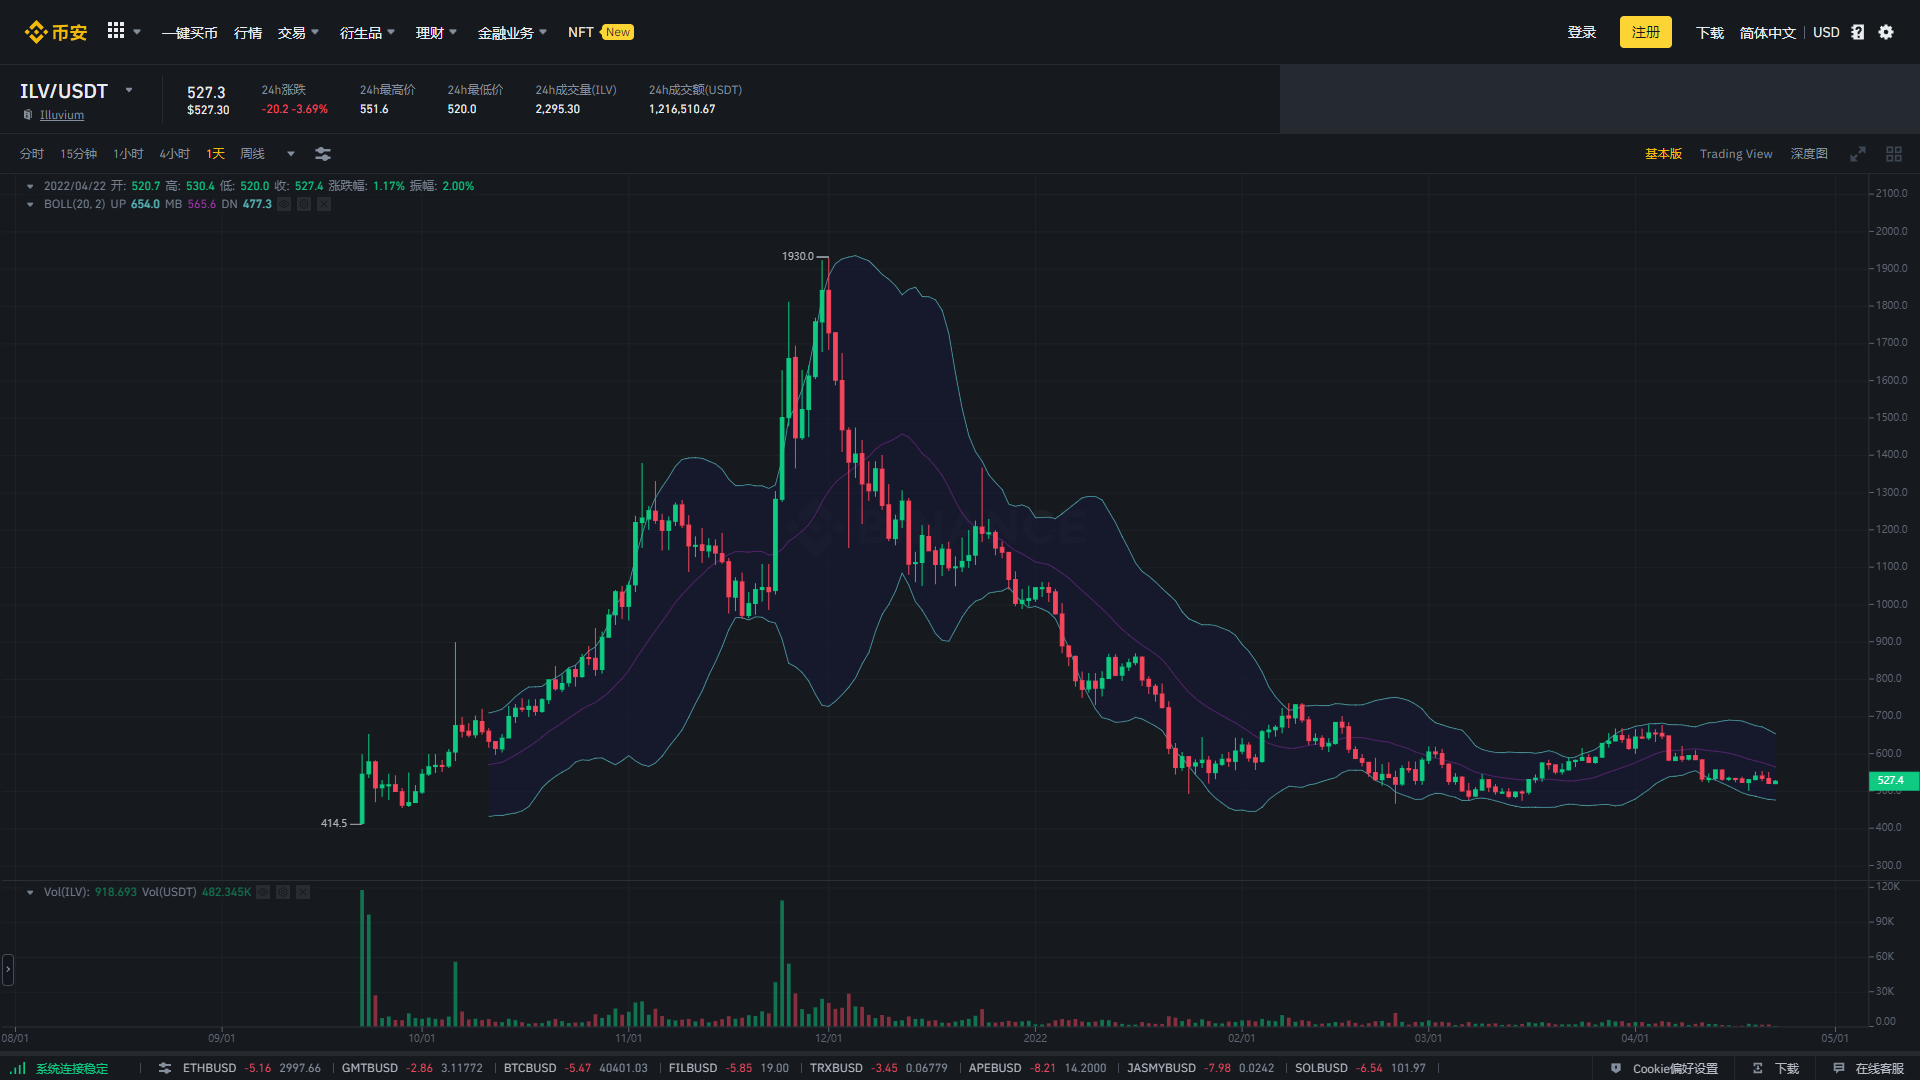 币安 一键买币 行情 交易 衍生品 理财 金融业务 NFT New 登录 注册 下载 简体中文 USD
ILV/USDT 527.3 24h涨跌 24h最高价 24h最低价 24h成交量(ILV) 24h成交额(USDT)
Illuvium $527.30 -20.2 -3.69% 551.6 520.0 2,295.30 1,216,510.67
分时 15分钟 1小时 4小时 1天 周线 基本版 Trading View 深度图
2022/04/22 开: 520.7 高: 530.4 低: 520.0 收: 527.4 涨跌幅: 1.17% 振幅: 2.00%
BOLL(20, 2) UP 654.0 MB 565.6 DN 477.3
2100.0
2000.0
1930.0
1900.0
1800.0
1700.0
1600.0
1500.0
1400.0
1300.0
1200.0
1100.0
1000.0
900.0
800.0
700.0
600.0
527.4
414.5
400.0
300.0
Vol(ILV): 918.693 Vol(USDT) 482.345K
120K
90K
60K
30K
0.00
08/01 09/01 10/01 11/01 12/01 2022 02/01 03/01 04/01 05/01
系统连接稳定 ETHBUSD -5.16 2997.66 GMTBUSD -2.86 3.11772 BTCBUSD -5.47 40401.03 FILBUSD -5.85 19.00 TRXBUSD -3.45 0.06779 APEBUSD -8.21 14.2000 JASMYBUSD -7.98 0.0242 SOLBUSD -6.54 101.97 Cookie偏好设置 下载 在线客服